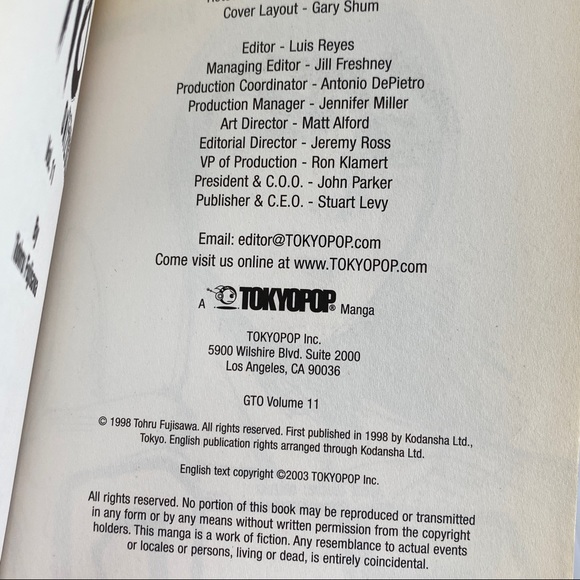 Cover Layout - Gary Shum
Editor - Luis Reyes
Managing Editor - Jill Freshney
Production Coordinator - Antonio DePietro
Production Manager - Jennifer Miller
Art Director - Matt Alford
Editorial Director - Jeremy Ross
VP of Production - Ron Klamert
President & C.O.O. - John Parker
Publisher & C.E.O. - Stuart Levy
Email: editor@TOKYOPOP.com
Come visit us online at www.TOKYOPOP.com
A TOKYOPOP® Manga
TOKYOPOP Inc.
5900 Wilshire Blvd. Suite 2000
Los Angeles, CA 90036
GTO Volume 11
© 1998 Tohru Fujisawa. All rights reserved. First published in 1998 by Kodansha Ltd.,
Tokyo. English publication rights arranged through Kodansha Ltd.
English text copyright ©2003 TOKYOPOP Inc.
All rights reserved. No portion of this book may be reproduced or transmitted
in any form or by any means without written permission from the copyright
holders. This manga is a work of fiction. Any resemblance to actual events
or locales or persons, living or dead, is entirely coincidental.